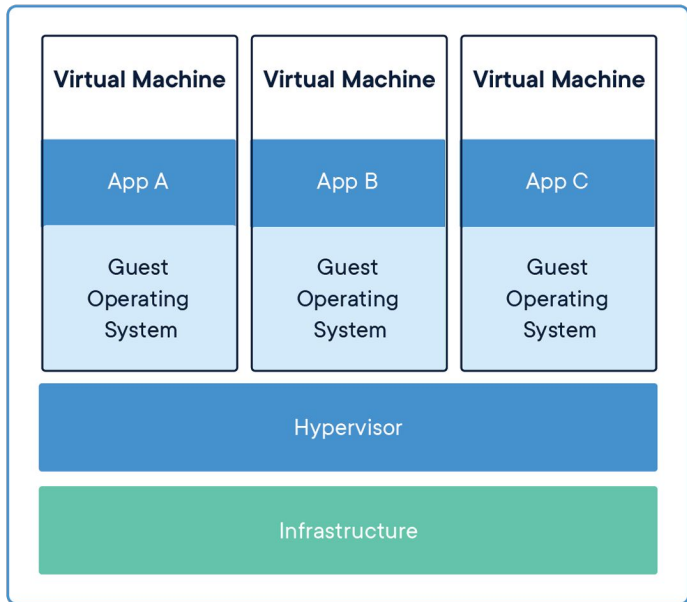 Virtual Machine
App A
Guest
Operating
System
Virtual Machine
App B
Guest
Operating
System
Virtual Machine
App C
Guest
Operating
System
Hypervisor
Infrastructure